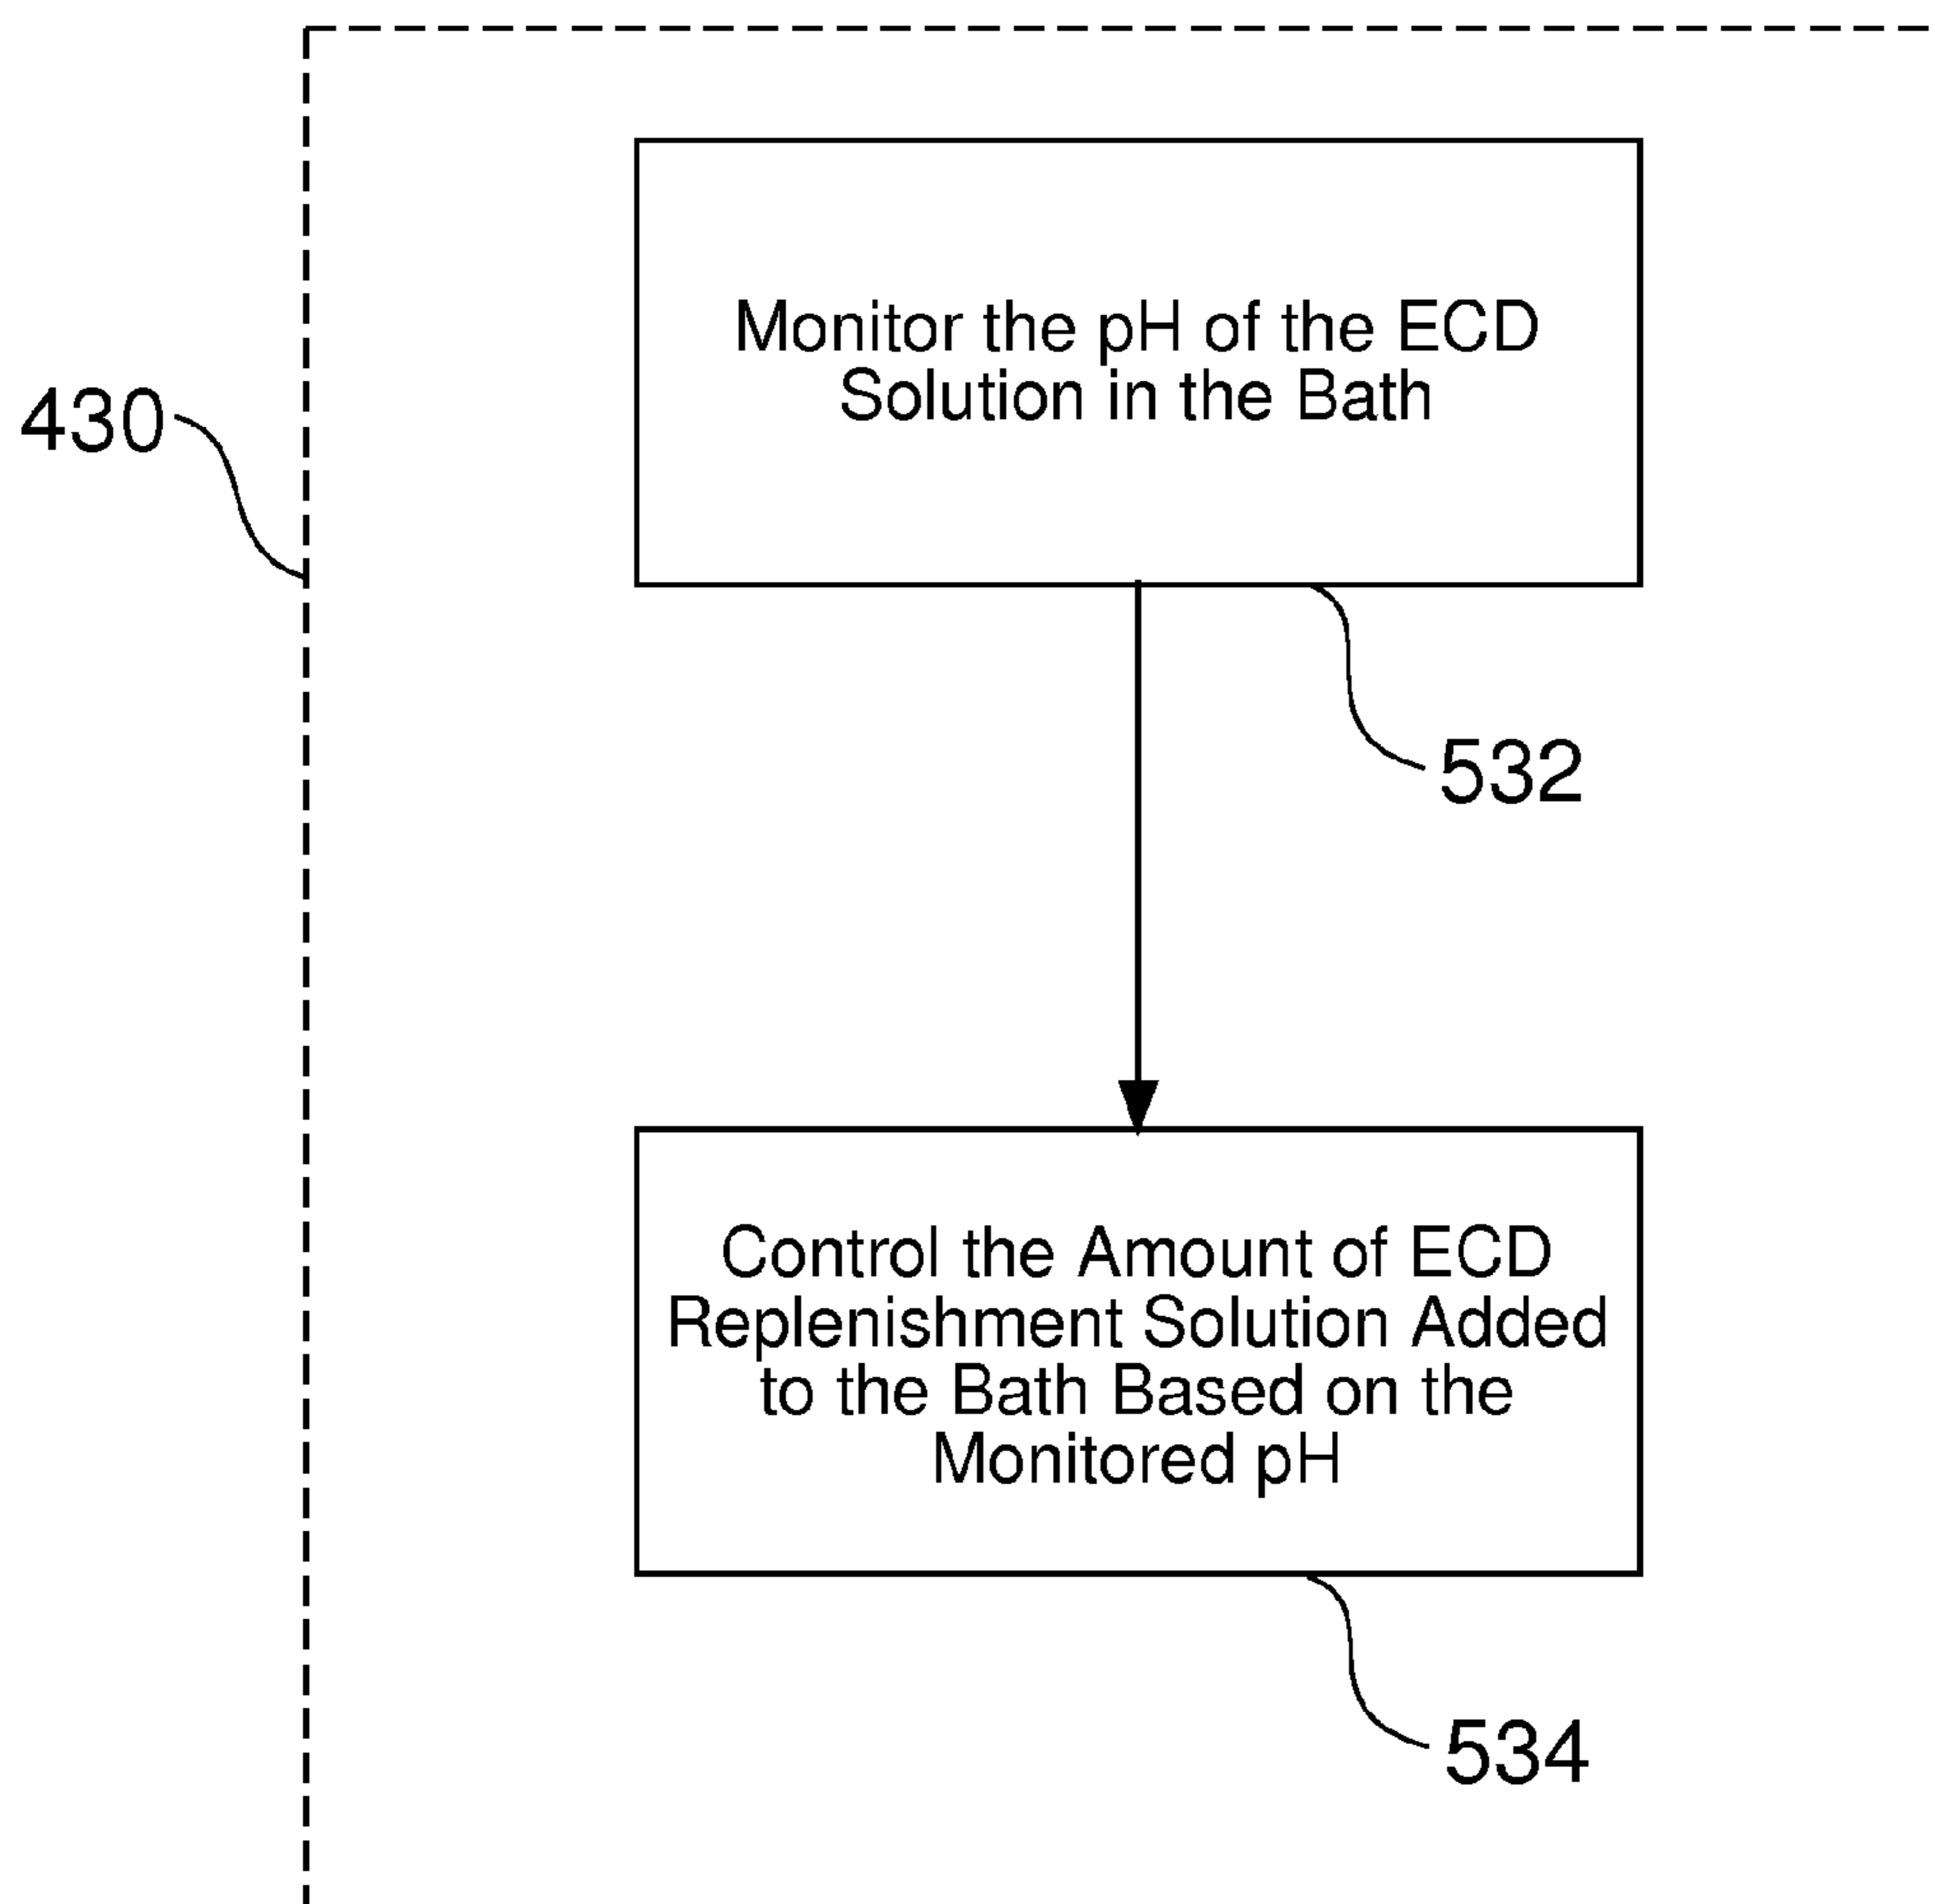 Monitor the pH of the ECD
Solution in the Bath
430
532
Control the Amount of ECD
Replenishment Solution Added
to the Bath Based on the
Monitored pH
534